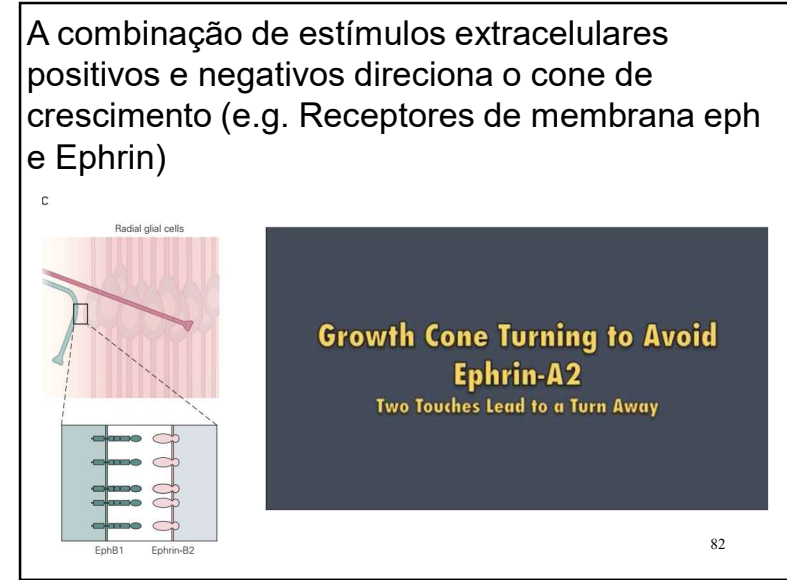 A combinação de estímulos extracelulares
positivos e negativos direciona o cone de
crescimento (e.g. Receptores de membrana eph
e Ephrin)
C
Radial glial cells
EphB1 Ephrin-B2
Growth Cone Turning to Avoid
Ephrin-A2
Two Touches Lead to a Turn Away
82